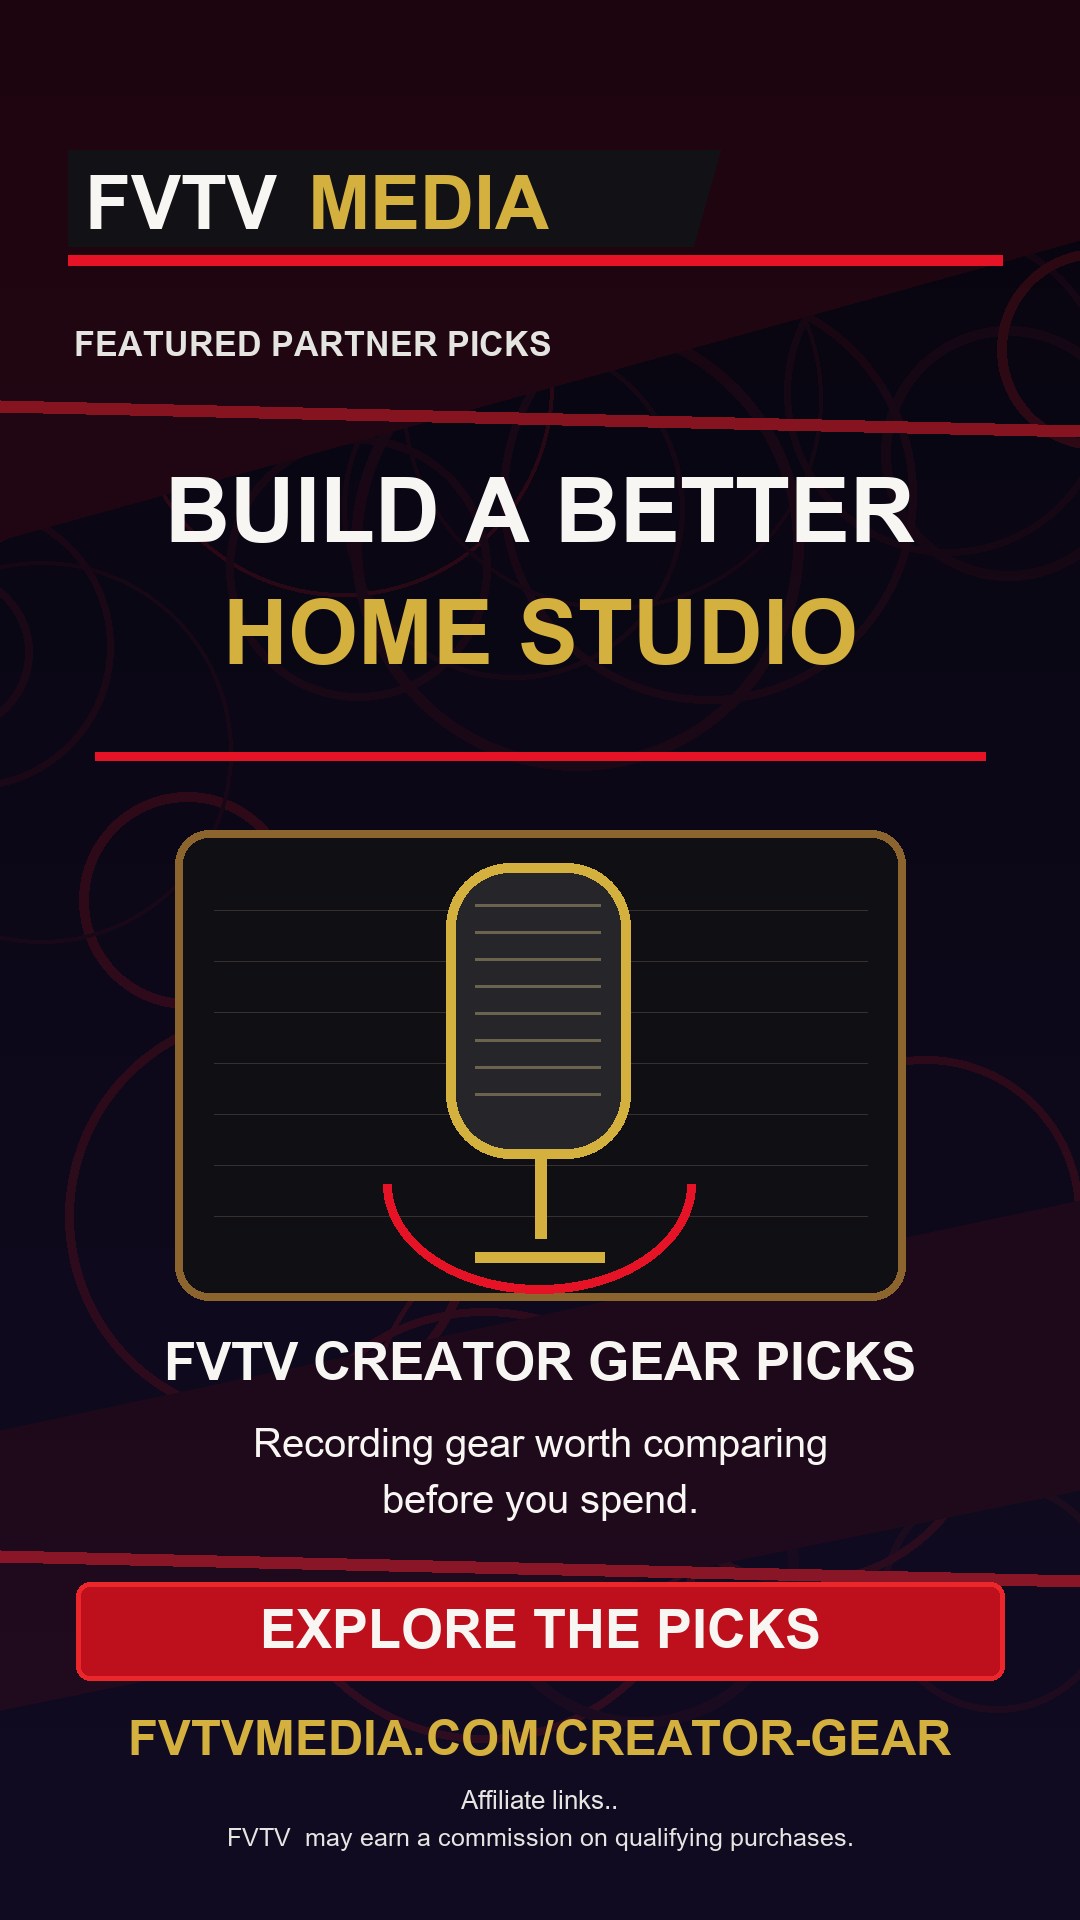 FVTV MEDIA
FEATURED PARTNER PICKS
BUILD A BETTER
HOME STUDIO
FVTV CREATOR GEAR PICKS
Recording gear worth comparing
before you spend.
EXPLORE THE PICKS
FVTVMEDIA.COM/CREATOR-GEAR
Affiliate links..
FVTV may earn a commission on qualifying purchases.